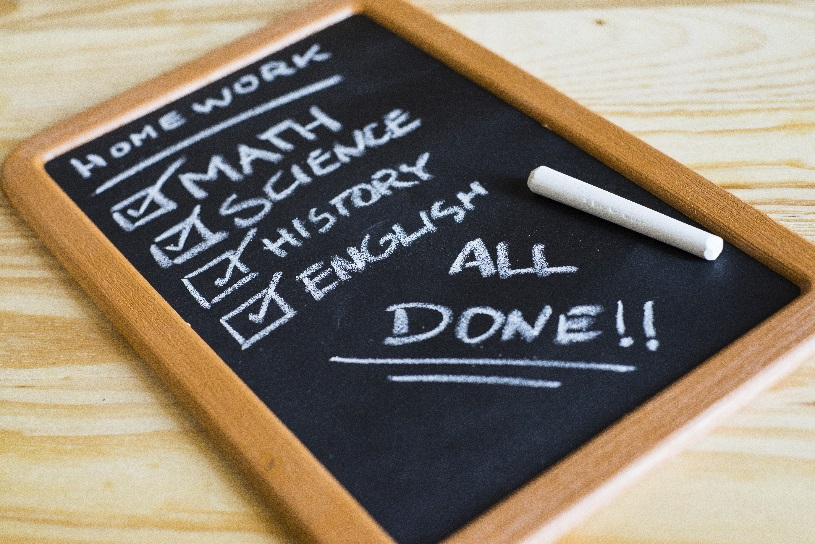 HOMEWORK
MATH
SCIENCE
HISTORY
ENGLISH
ALL
DONE!!